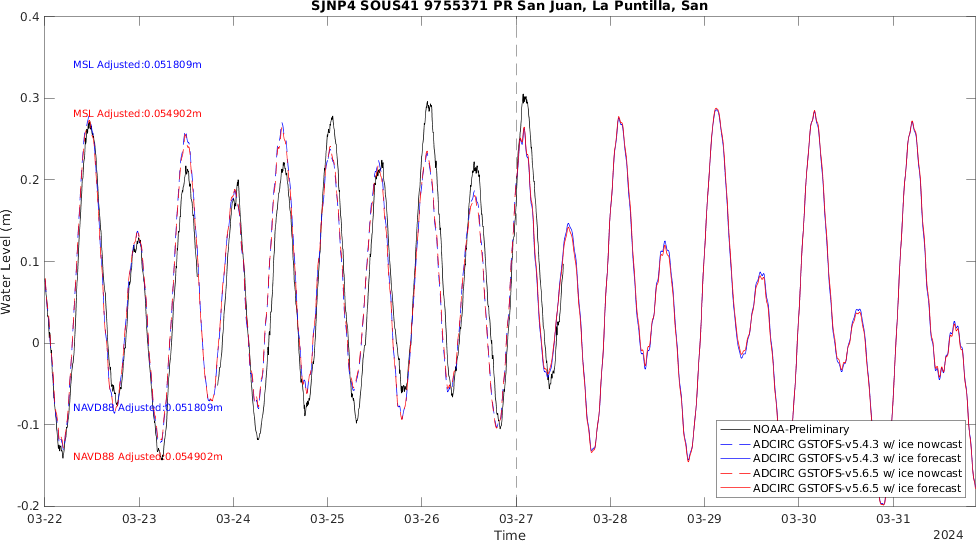 SJNP4 SOUS41 9755371 PR San Juan, La Puntilla, San
0.4
MSL Adjusted:0.051809m
0.3
MSL Adjusted:0.054902m
0.2
0.1
Water Level (m)
0
NAVD88 Adjusted:0.051809m
-0.1
NAVD88 Adjusted:0.054902m
-0.2
NOAA-Preliminary
ADCIRC GSTOFS-v5.4.3 w/ ice nowcast
ADCIRC GSTOFS-v5.4.3 w/ ice forecast
ADCIRC GSTOFS-v5.6.5 w/ ice nowcast
ADCIRC GSTOFS-v5.6.5 w/ ice forecast
03-22 03-23 03-24 03-25 03-26 03-27 03-28 03-29 03-30 03-31
Time
2024